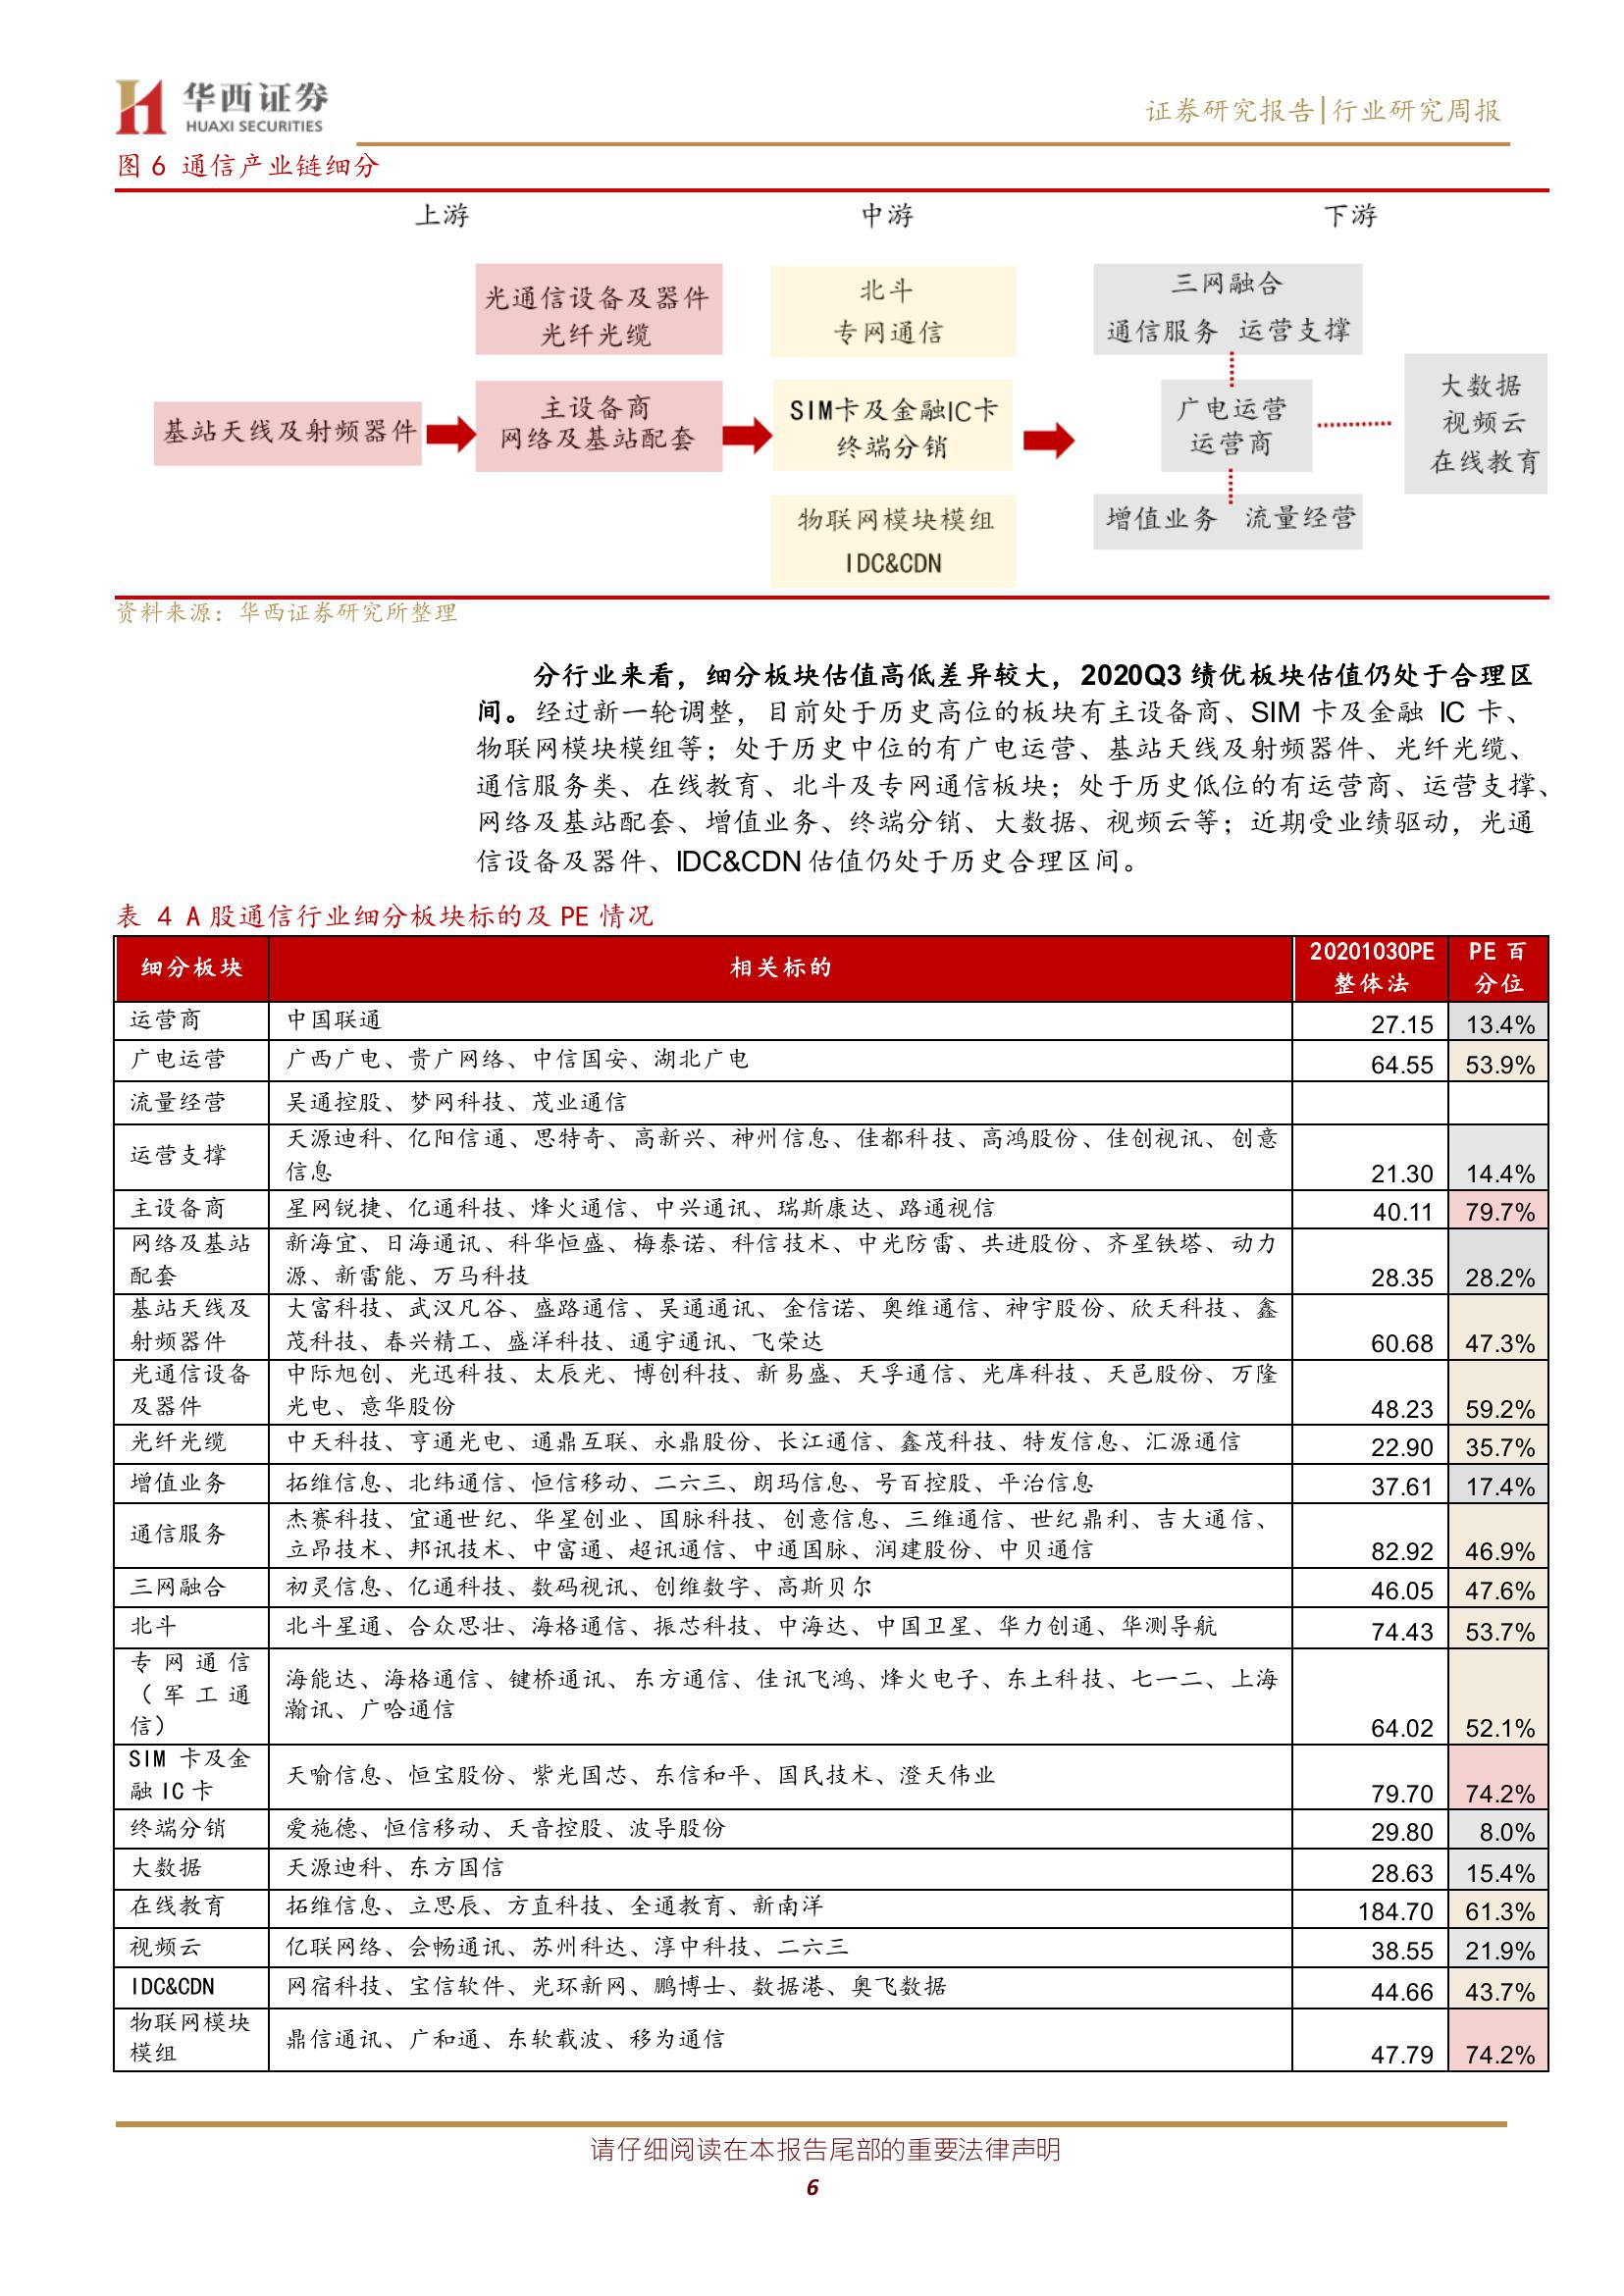 华西证券
HUAXI SECURITIES
证券研究报告|行业研究周报
图 6 通信产业链细分
上游
中游
下游
基站天线及射频器件
光通信设备及器件
光纤光缆
主设备商
网络及基站配套
北斗
专网通信
SIM卡及金融IC卡
终端分销
物联网模块模组
IDC&CDN
三网融合
通信服务 运营支撑
广电运营
运营商
增值业务 流量经营
大数据
视频云
在线教育
资料来源：华西证券研究所整理
分行业来看，细分板块估值高低差异较大，2020Q3 绩优板块估值仍处于合理区
间。经过新一轮调整，目前处于历史高位的板块有主设备商、SIM 卡及金融 IC 卡、
物联网模块模组等；处于历史中位的有广电运营、基站天线及射频器件、光纤光缆、
通信服务类、在线教育、北斗及专网通信板块；处于历史低位的有运营商、运营支撑、
网络及基站配套、增值业务、终端分销、大数据、视频云等；近期受业绩驱动，光通
信设备及器件、IDC&CDN 估值仍处于历史合理区间。
表 4 A 股通信行业细分板块标的及 PE 情况
细分板块 相关标的 20201030PE 整体法 PE 百分位
运营商 中国联通 27.15 13.4%
广电运营 广西广电、贵广网络、中信国安、湖北广电 64.55 53.9%
流量经营 吴通控股、梦网科技、茂业通信
运营支撑 天源迪科、亿阳信通、思特奇、高新兴、神州信息、佳都科技、高鸿股份、佳创视讯、创意
信息 21.30 14.4%
主设备商 星网锐捷、亿通科技、烽火通信、中兴通讯、瑞斯康达、路通视信 40.11 79.7%
网络及基站 新海宜、日海通讯、科华恒盛、梅泰诺、科信技术、中光防雷、共进股份、齐星铁塔、动力
配套 源、新雷能、万马科技 28.35 28.2%
基站天线及 大富科技、武汉凡谷、盛路通信、吴通通讯、金信诺、奥维通信、神宇股份、欣天科技、鑫
射频器件 茂科技、春兴精工、盛洋科技、通宇通讯、飞荣达 60.68 47.3%
光通信设备 中际旭创、光迅科技、太辰光、博创科技、新易盛、天孚通信、光库科技、天邑股份、万隆
及器件 光电、意华股份 48.23 59.2%
光纤光缆 中天科技、亨通光电、通鼎互联、永鼎股份、长江通信、鑫茂科技、特发信息、汇源通信 22.90 35.7%
增值业务 拓维信息、北纬通信、恒信移动、二六三、朗玛信息、号百控股、平治信息 37.61 17.4%
通信服务 杰赛科技、宜通世纪、华星创业、国脉科技、创意信息、三维通信、世纪鼎利、吉大通信、
立昂技术、邦讯技术、中富通、超讯通信、中通国脉、润建股份、中贝通信 82.92 46.9%
三网融合 初灵信息、亿通科技、数码视讯、创维数字、高斯贝尔 46.05 47.6%
北斗 北斗星通、合众思壮、海格通信、振芯科技、中海达、中国卫星、华力创通、华测导航 74.43 53.7%
专网通信
（军工通 海能达、海格通信、键桥通讯、东方通信、佳讯飞鸿、烽火电子、东土科技、七一二、上海
信） 瀚讯、广哈通信 64.02 52.1%
SIM 卡及金
融 IC 卡 天喻信息、恒宝股份、紫光国芯、东信和平、国民技术、澄天伟业 79.70 74.2%
终端分销 爱施德、恒信移动、天音控股、波导股份 29.80 8.0%
大数据 天源迪科、东方国信 28.63 15.4%
在线教育 拓维信息、立思辰、方直科技、全通教育、新南洋 184.70 61.3%
视频云 亿联网络、会畅通讯、苏州科达、淳中科技、二六三 38.55 21.9%
IDC&CDN 网宿科技、宝信软件、光环新网、鹏博士、数据港、奥飞数据 44.66 43.7%
物联网模块
模组 鼎信通讯、广和通、东软载波、移为通信 47.79 74.2%
请仔细阅读在本报告尾部的重要法律声明
6